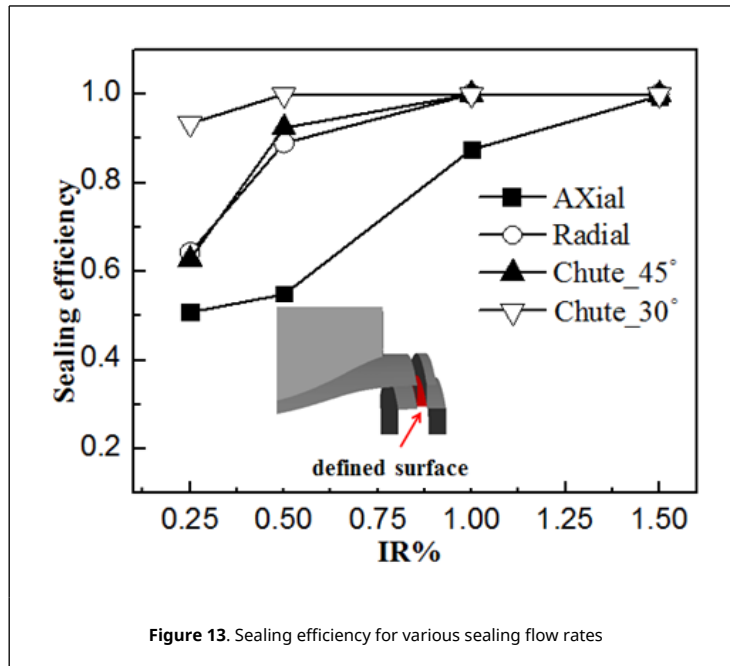 Sealing efficiency
1.0
0.8
0.6
0.4
0.2
AXial
Radial
Chute_45°
Chute_30°
defined surface
0.25 0.50 0.75 1.00 1.25 1.50
IR%
Figure 13. Sealing efficiency for various sealing flow rates